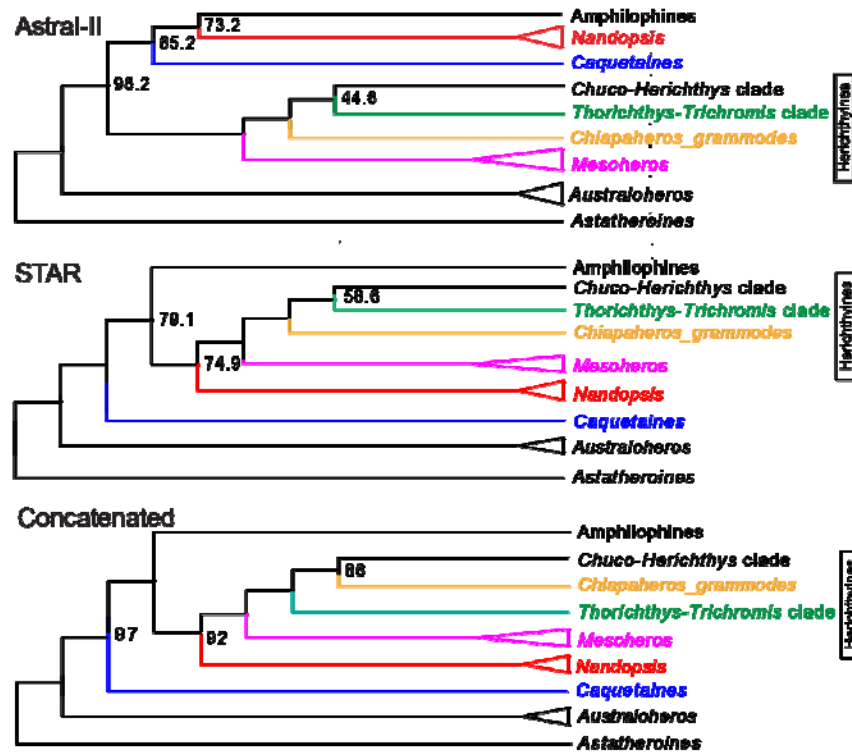 Astral-II
Amphilophines
73.2
Nandopsis
65.2
Caquetaines
96.2
Chuco-Herichthys clade
44.6
Thorichthys-Trichromis clade
Chiapaheros_grammodes
Mesoheros
Herichthyines
Australoheros
Astatheroines
STAR
Amphilophines
Chuco-Herichthys clade
58.6
Thorichthys-Trichromis clade
79.1
Chiapaheros_grammodes
74.9
Mesoheros
Herichthyines
Nandopsis
Caquetaines
Australoheros
Astatheroines
Concatenated
Amphilophines
Chuco-Herichthys clade
86
Chiapaheros_grammodes
Thorichthys-Trichromis clade
97
92
Mesoheros
Herichthyines
Nandopsis
Caquetaines
Australoheros
Astatheroines